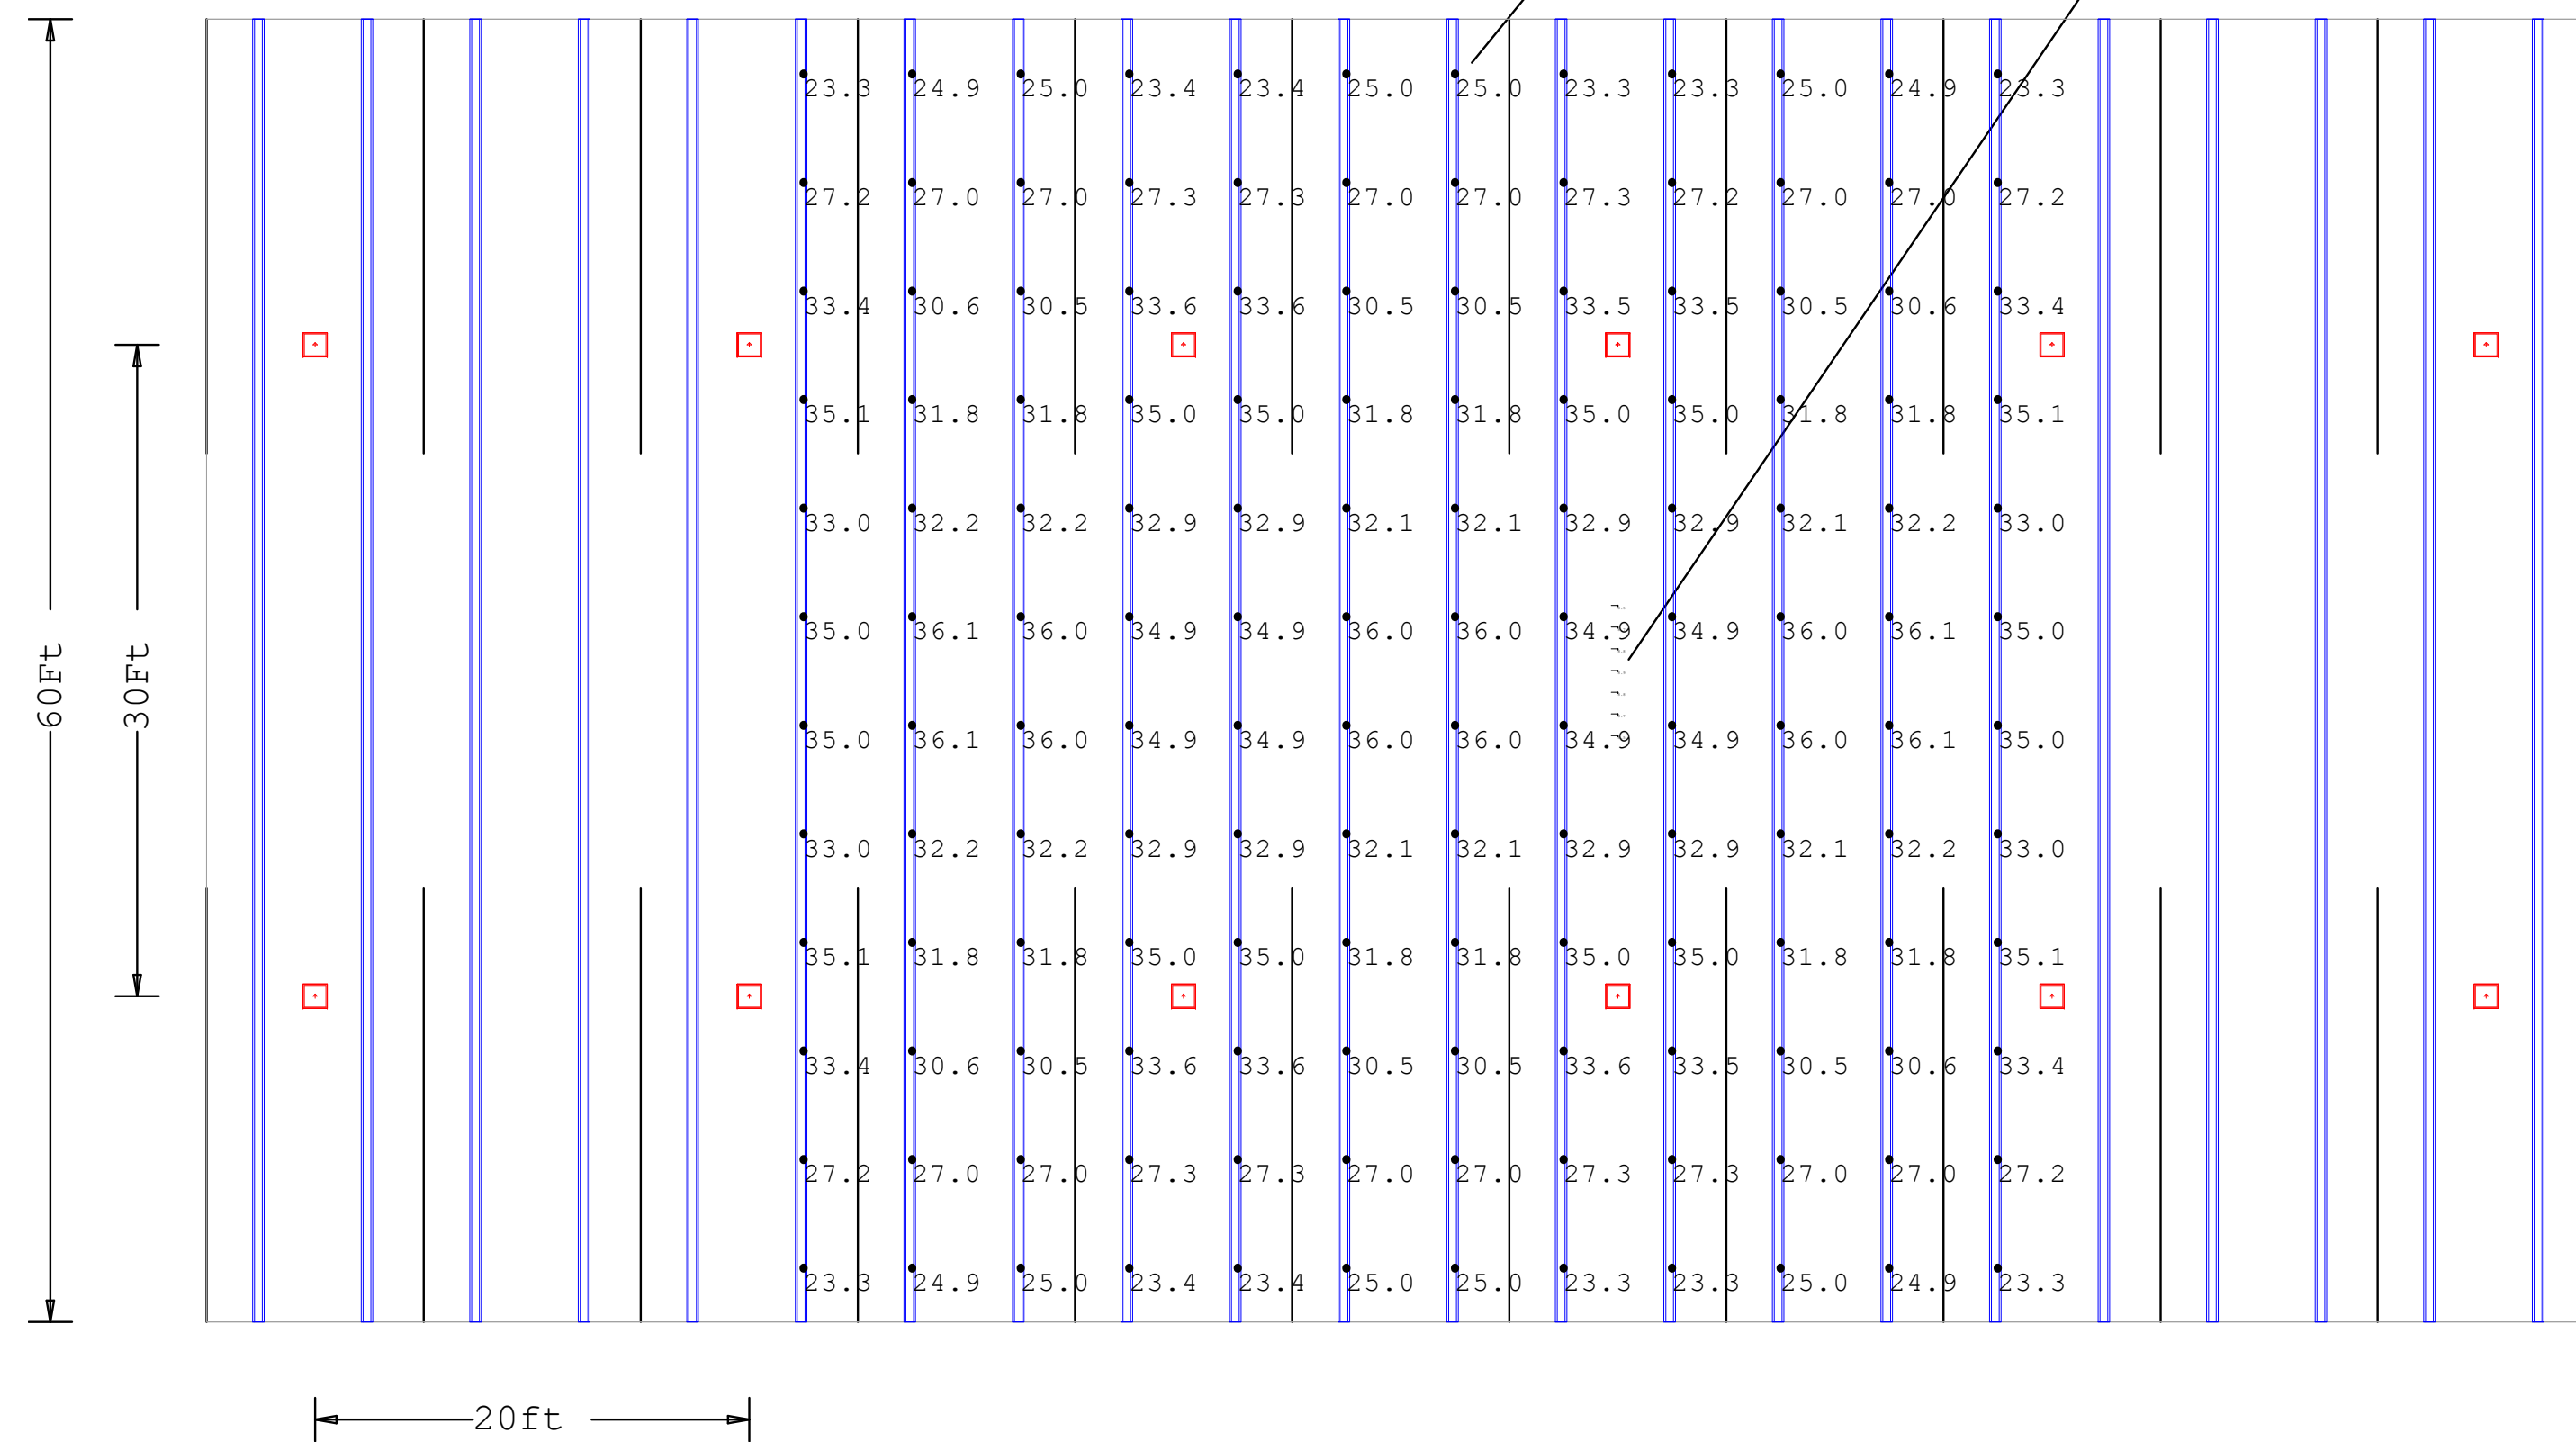 23.3 24.9 25.0 23.4 23.4 25.0 25.0 23.3 23.3 25.0 24.9 23.3
27.2 27.0 27.0 27.3 27.3 27.0 27.0 27.3 27.2 27.0 27.0 27.2
33.4 30.6 30.5 33.6 33.6 30.5 30.5 33.5 33.5 30.5 30.6 33.4
35.1 31.8 31.8 35.0 35.0 31.8 31.8 35.0 35.0 31.8 31.8 35.1
33.0 32.2 32.2 32.9 32.9 32.1 32.1 32.9 32.9 32.1 32.2 33.0
35.0 36.1 36.0 34.9 34.9 36.0 36.0 34.9 34.9 36.0 36.1 35.0
60Ft
30Ft
35.0 36.1 36.0 34.9 34.9 36.0 36.0 34.9 34.9 36.0 36.1 35.0
33.0 32.2 32.2 32.9 32.9 32.1 32.1 32.9 32.9 32.1 32.2 33.0
35.1 31.8 31.8 35.0 35.0 31.8 31.8 35.0 35.0 31.8 31.8 35.1
33.4 30.6 30.5 33.6 33.6 30.5 30.5 33.6 33.5 30.5 30.6 33.4
27.2 27.0 27.0 27.3 27.3 27.0 27.0 27.3 27.3 27.0 27.0 27.2
23.3 24.9 25.0 23.4 23.4 25.0 25.0 23.3 23.3 25.0 24.9 23.3
20ft